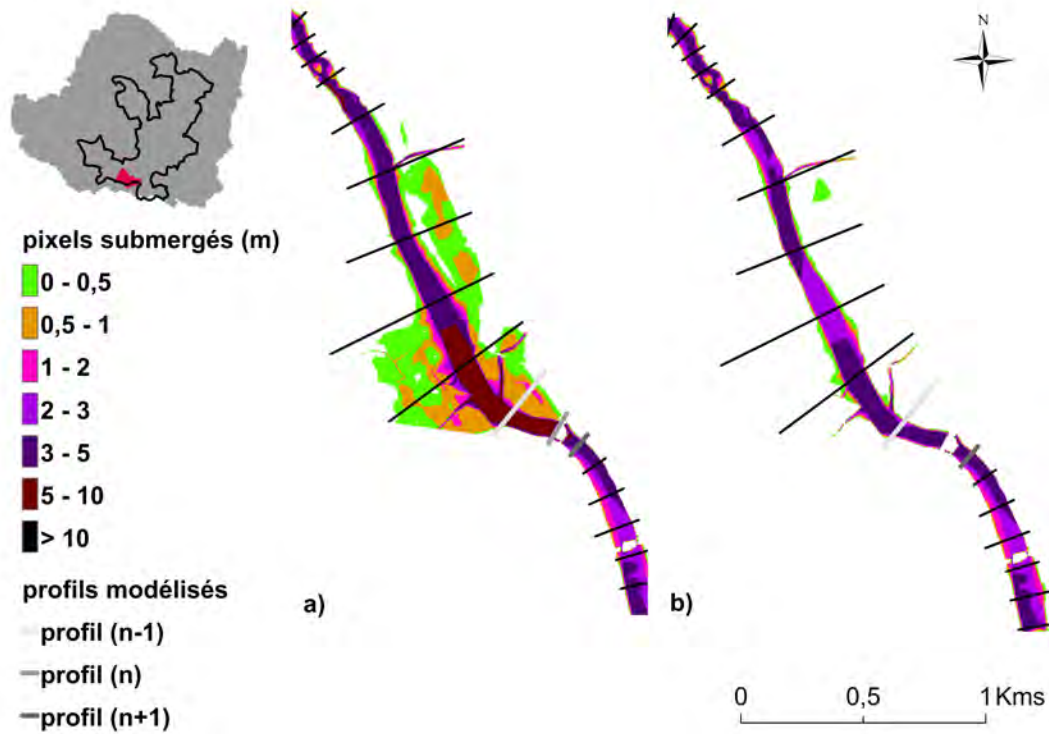 N
pixels submergés (m)
0 - 0,5
0,5 - 1
1 - 2
2 - 3
3 - 5
5 - 10
> 10
profils modélisés
profil (n-1)
profil (n)
profil (n+1)
a)
b)
0 0,5 1 Kms